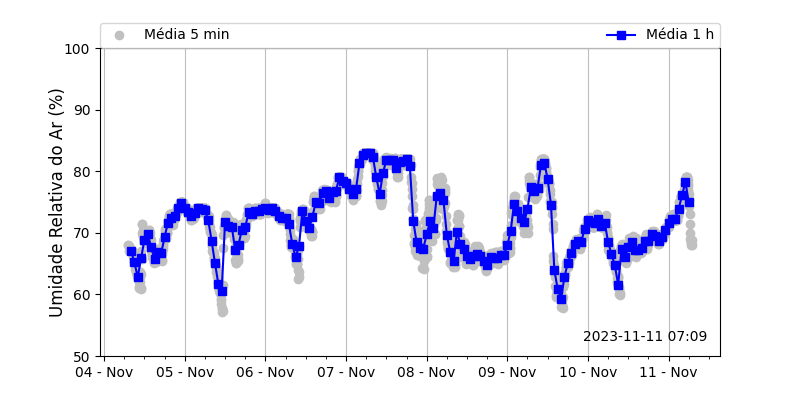 Média 5 min
Média 1 h
Umidade Relativa do Ar (%)
100
90
80
70
60
50
2023-11-11 07:09
04 - Nov
05 - Nov
06 - Nov
07 - Nov
08 - Nov
09 - Nov
10 - Nov
11 - Nov